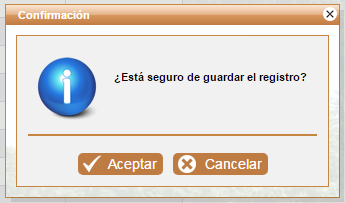 Confirmación
¿Está seguro de guardar el registro?
Aceptar
Cancelar